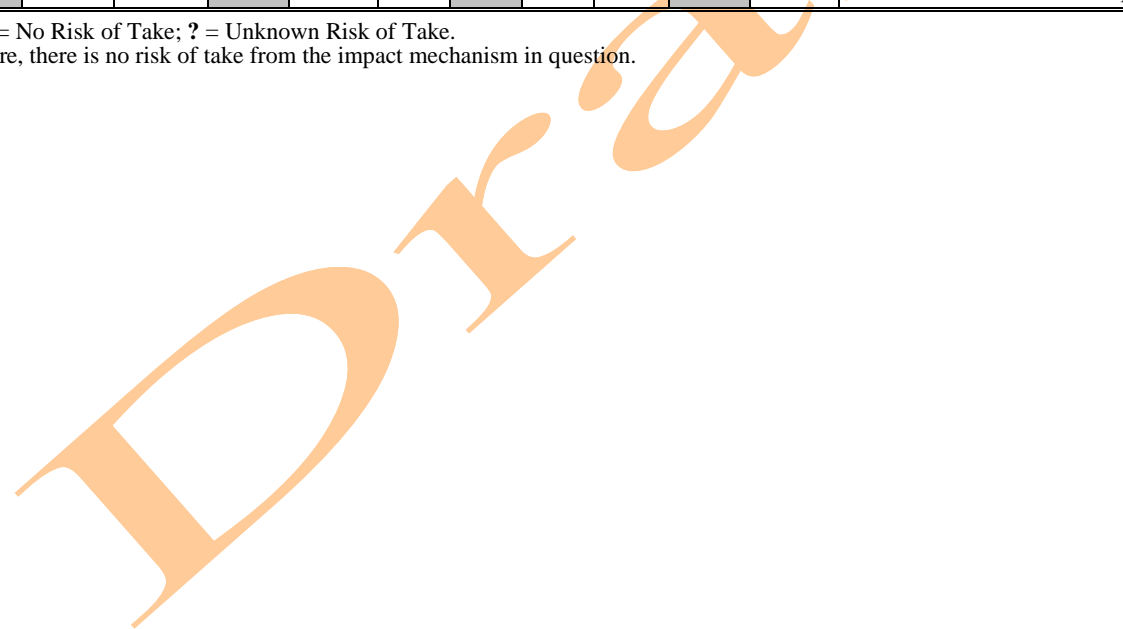 = No Risk of Take; ? = Unknown Risk of Take.
re, there is no risk of take from the impact mechanism in question.
Dra